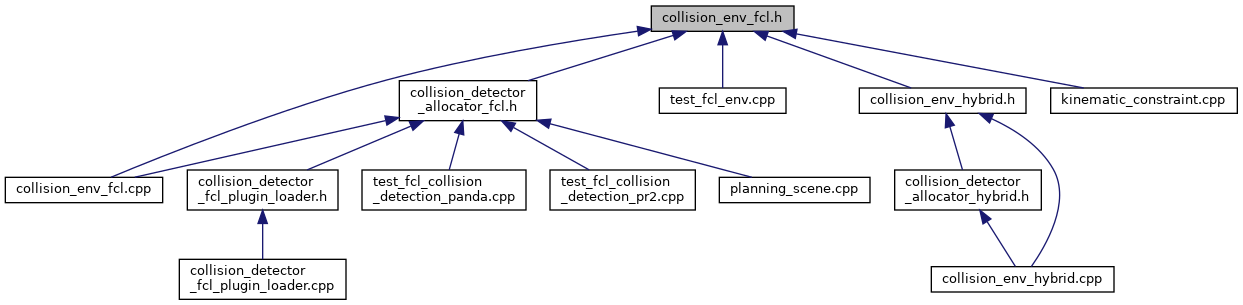 collision_env_fcl.h
collision_detector
_allocator_fcl.h
test_fcl_env.cpp
collision_env_hybrid.h
kinematic_constraint.cpp
collision_env_fcl.cpp
collision_detector
_fcl_plugin_loader.h
test_fcl_collision
_detection_panda.cpp
test_fcl_collision
_detection_pr2.cpp
planning_scene.cpp
collision_detector
_allocator_hybrid.h
collision_detector
_fcl_plugin_loader.cpp
collision_env_hybrid.cpp